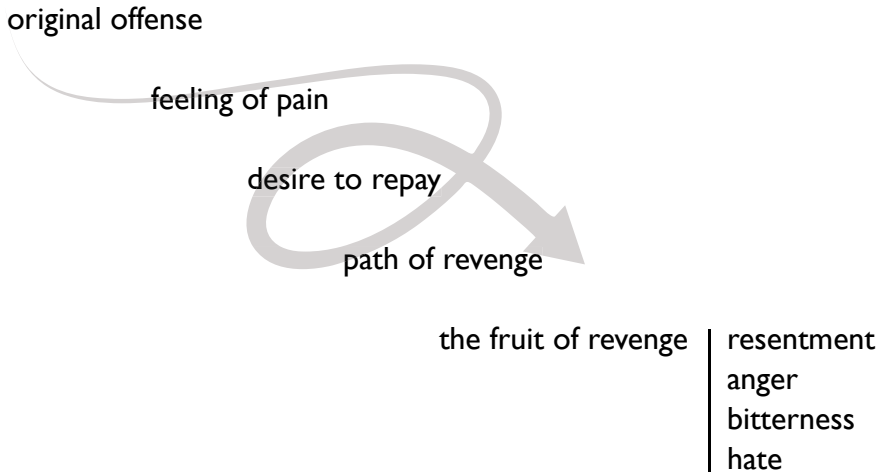 original offense
feeling of pain
desire to repay
path of revenge
the fruit of revenge
resentment
anger
bitterness
hate